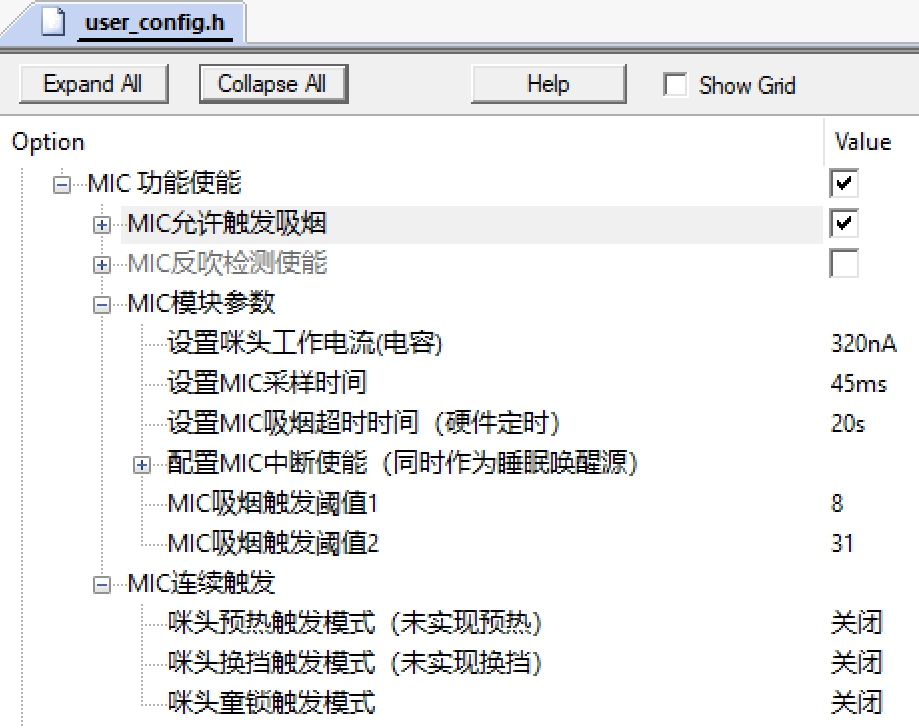 user_config.h
Expand All Collapse All Help Show Grid
Option Value
MIC 功能使能
MIC允许触发吸烟
MIC反吹检测使能
MIC模块参数
设置咪头工作电流(电容) 320nA
设置MIC采样时间 45ms
设置MIC吸烟超时时间（硬件定时） 20s
配置MIC中断使能（同时作为睡眠唤醒源）
MIC吸烟触发阈值1 8
MIC吸烟触发阈值2 31
MIC连续触发
咪头预热触发模式（未实现预热） 关闭
咪头换挡触发模式（未实现换挡） 关闭
咪头童锁触发模式 关闭